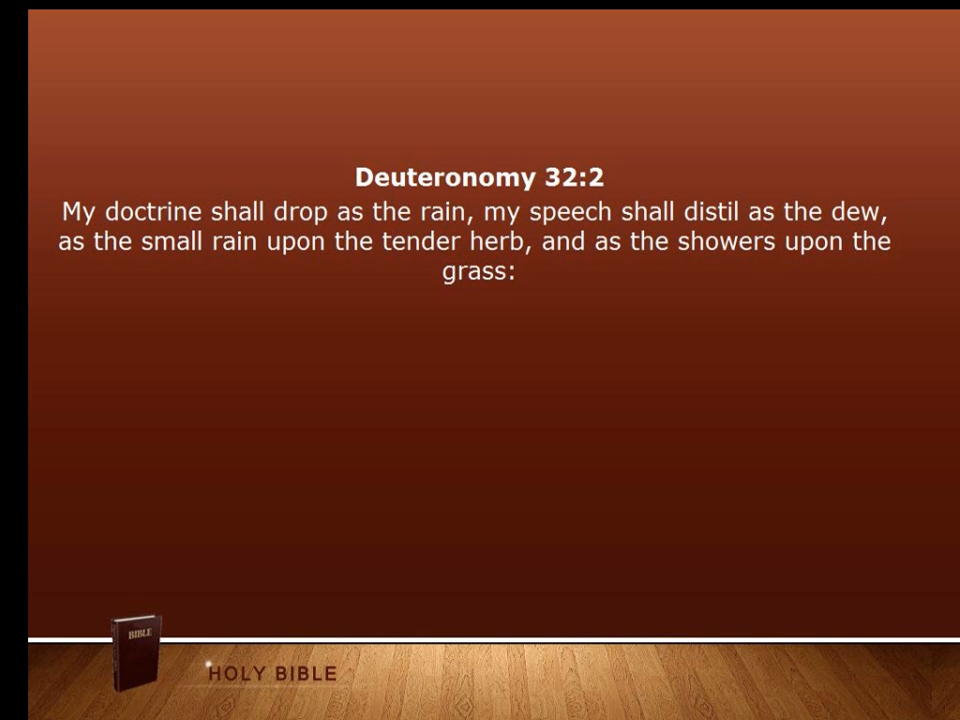 Deuteronomy 32:2
My doctrine shall drop as the rain, my speech shall distil as the dew,
as the small rain upon the tender herb, and as the showers upon the
grass:
BIBLE
HOLY BIBLE